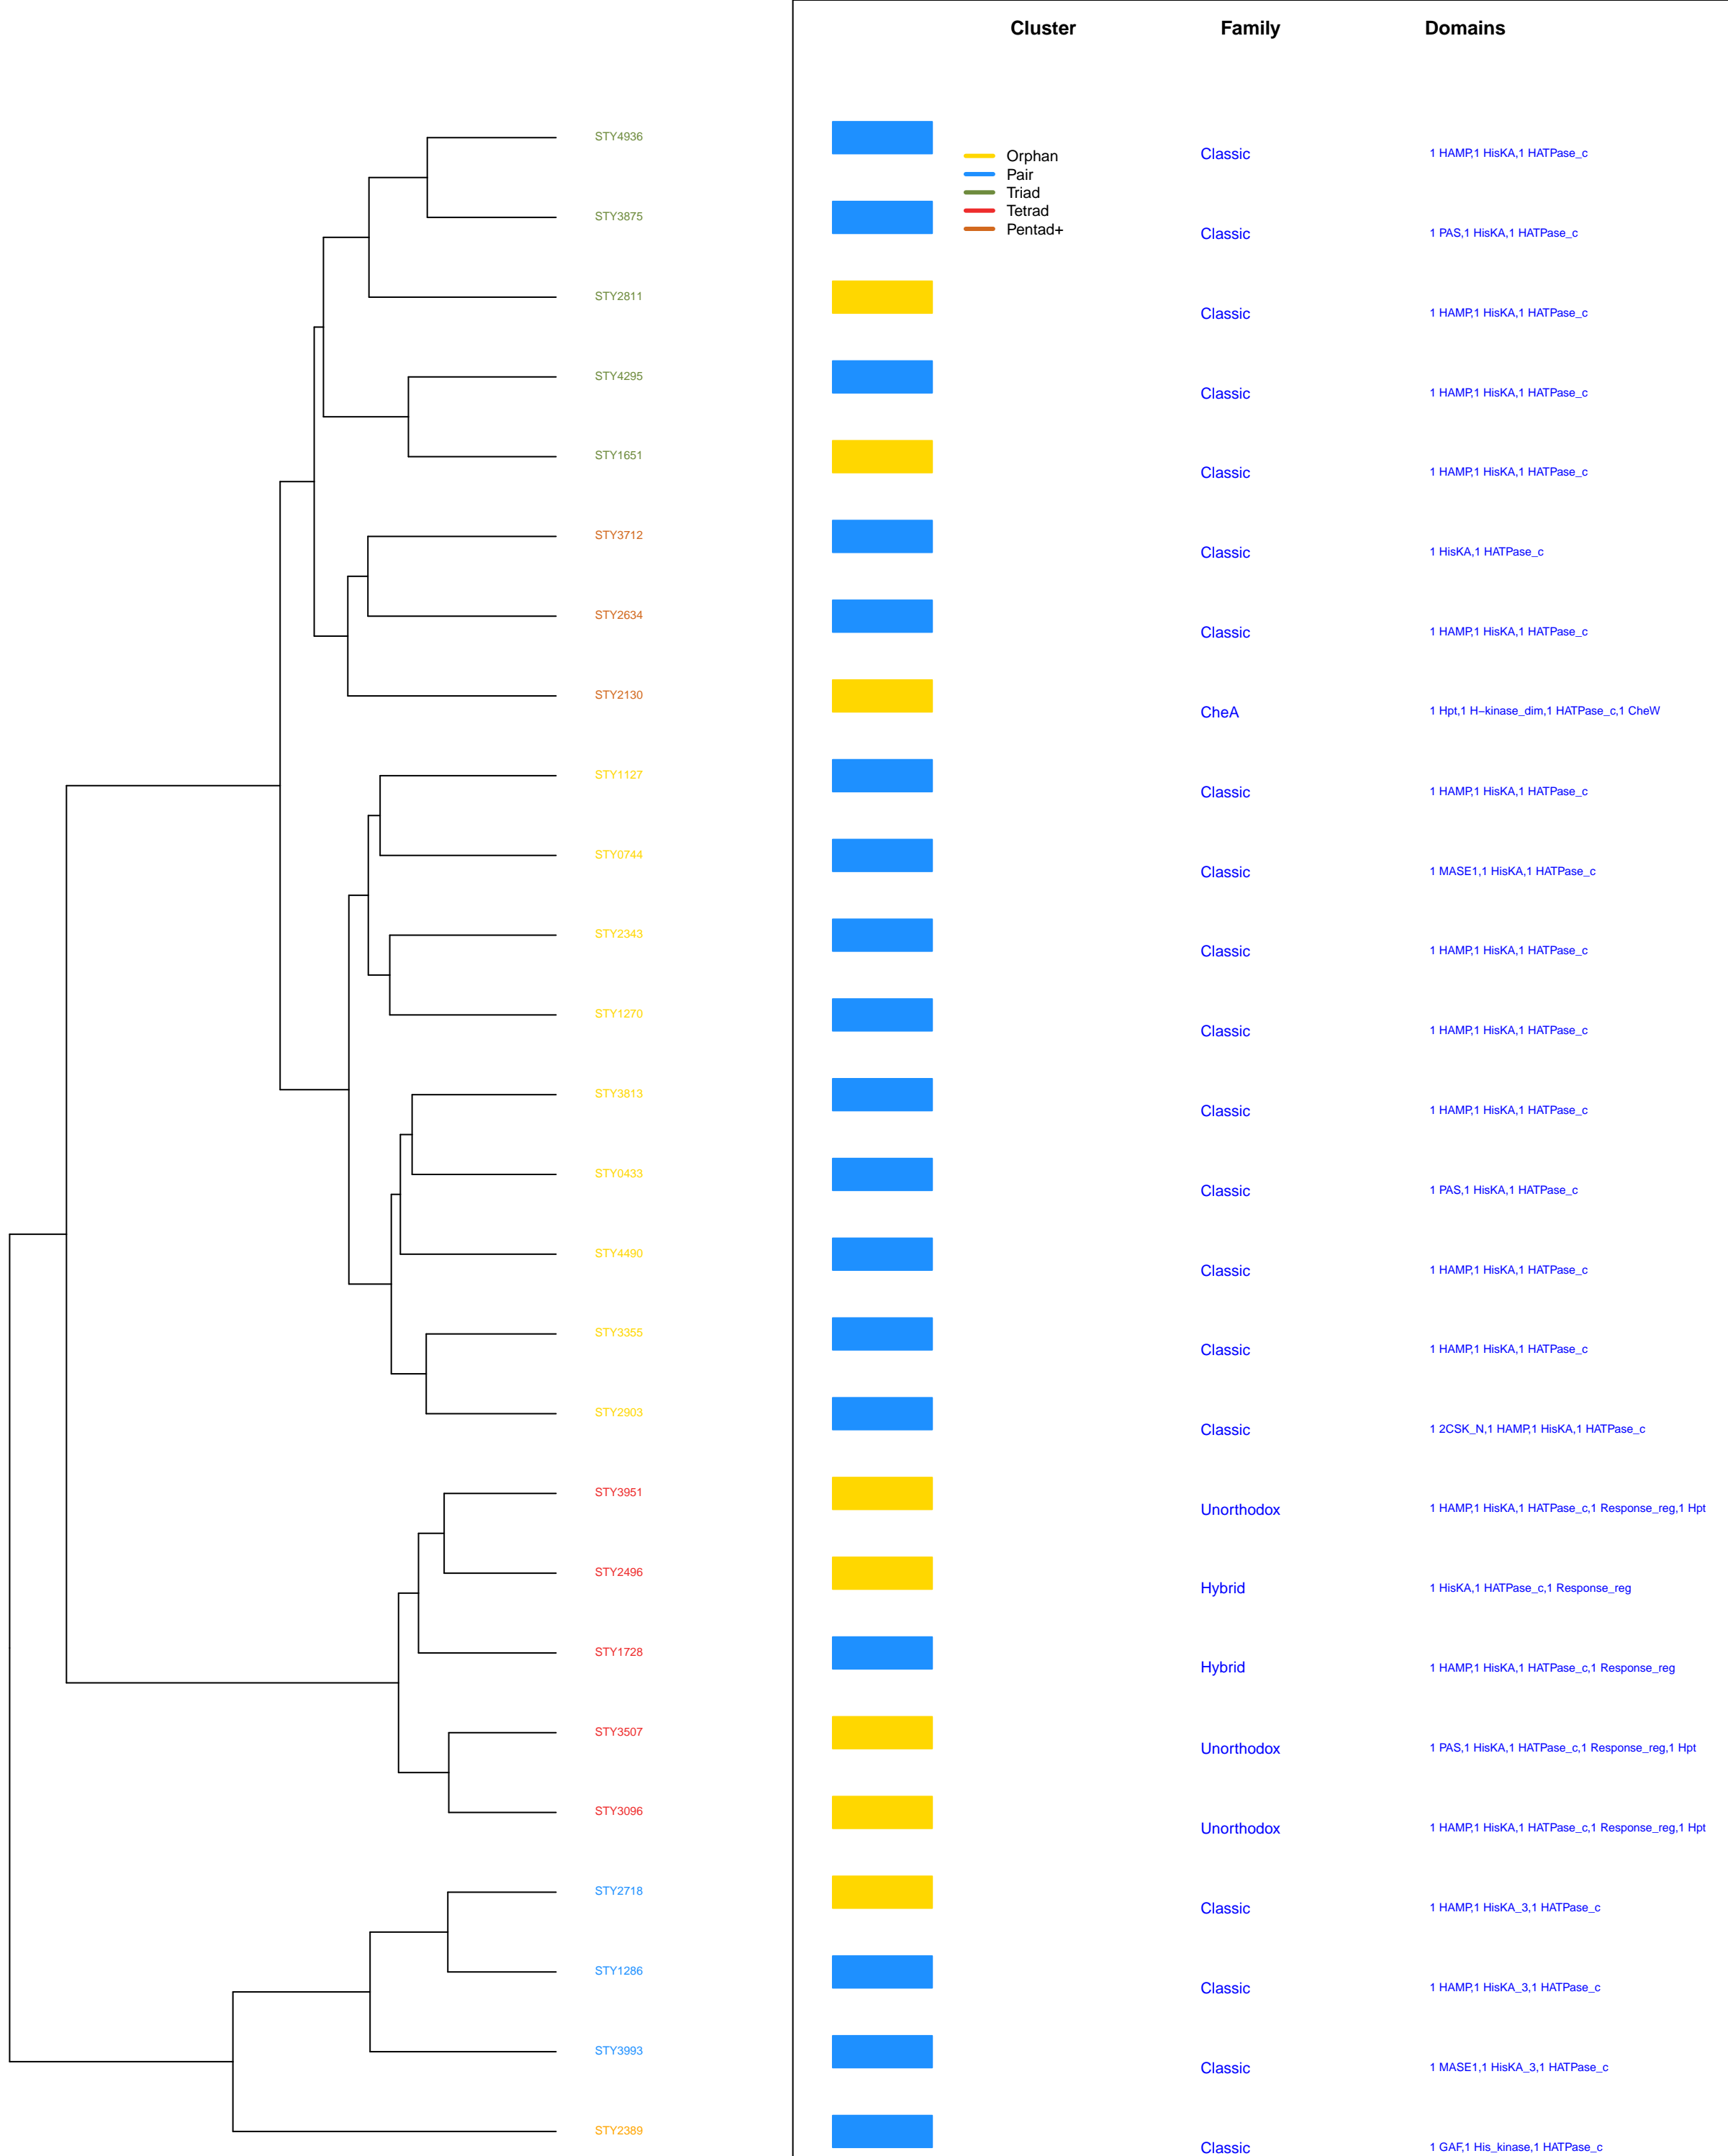 Cluster Family Domains
STY4936
Orphan
Classic 1 HAMP,1 HisKA,1 HATPase_c
Pair
Triad
Tetrad
STY3875
Pentad+
Classic 1 PAS,1 HisKA,1 HATPase_c
STY2811
Classic 1 HAMP,1 HisKA,1 HATPase_c
STY4295
Classic 1 HAMP,1 HisKA,1 HATPase_c
STY1651
Classic 1 HAMP,1 HisKA,1 HATPase_c
STY3712
Classic 1 HisKA,1 HATPase_c
STY2634
Classic 1 HAMP,1 HisKA,1 HATPase_c
STY2130
CheA 1 Hpt,1 H−kinase_dim,1 HATPase_c,1 CheW
STY1127
Classic 1 HAMP,1 HisKA,1 HATPase_c
STY0744
Classic 1 MASE1,1 HisKA,1 HATPase_c
STY2343
Classic 1 HAMP,1 HisKA,1 HATPase_c
STY1270
Classic 1 HAMP,1 HisKA,1 HATPase_c
STY3813
Classic 1 HAMP,1 HisKA,1 HATPase_c
STY0433
Classic 1 PAS,1 HisKA,1 HATPase_c
STY4490
Classic 1 HAMP,1 HisKA,1 HATPase_c
STY3355
Classic 1 HAMP,1 HisKA,1 HATPase_c
STY2903
Classic 1 2CSK_N,1 HAMP,1 HisKA,1 HATPase_c
STY3951
Unorthodox 1 HAMP,1 HisKA,1 HATPase_c,1 Response_reg,1 Hpt
STY2496
Hybrid 1 HisKA,1 HATPase_c,1 Response_reg
STY1728
Hybrid 1 HAMP,1 HisKA,1 HATPase_c,1 Response_reg
STY3507
Unorthodox 1 PAS,1 HisKA,1 HATPase_c,1 Response_reg,1 Hpt
STY3096
Unorthodox 1 HAMP,1 HisKA,1 HATPase_c,1 Response_reg,1 Hpt
STY2718
Classic 1 HAMP,1 HisKA_3,1 HATPase_c
STY1286
Classic 1 HAMP,1 HisKA_3,1 HATPase_c
STY3993
Classic 1 MASE1,1 HisKA_3,1 HATPase_c
STY2389
Classic 1 GAF,1 His_kinase,1 HATPase_c